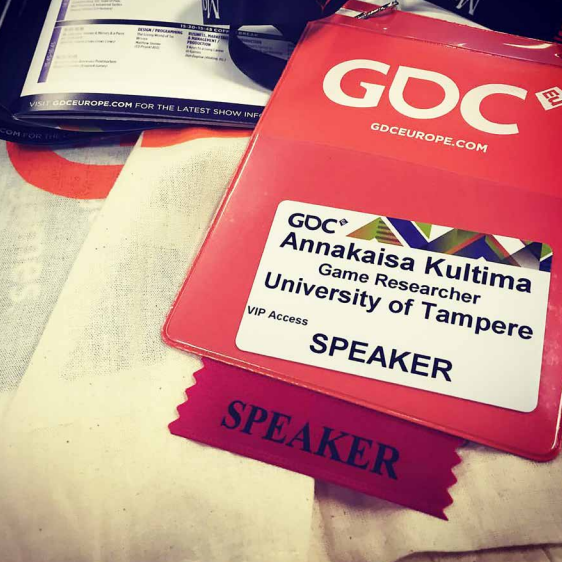 DESIGN / PROGRAMMING
VISIT GDCEUROPE.COM FOR THE LATEST SHOW INF
GDC
EU
GDCEUROPE.COM
GDC
Annakaisa Kultima
Game Researcher
University of Tampere
VIP Access
SPEAKER
SPEAKER